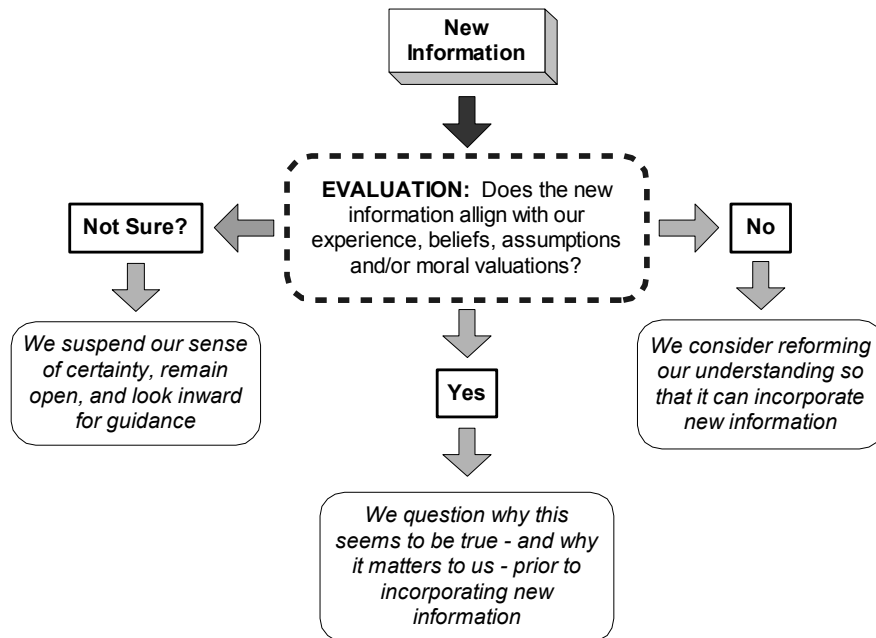 New
Information
EVALUATION: Does the new
information allign with our
experience, beliefs, assumptions
and/or moral valuations?
Not Sure?
No
We suspend our sense
of certainty, remain
open, and look inward
for guidance
Yes
We consider reforming
our understanding so
that it can incorporate
new information
We question why this
seems to be true - and why
it matters to us - prior to
incorporating new
information